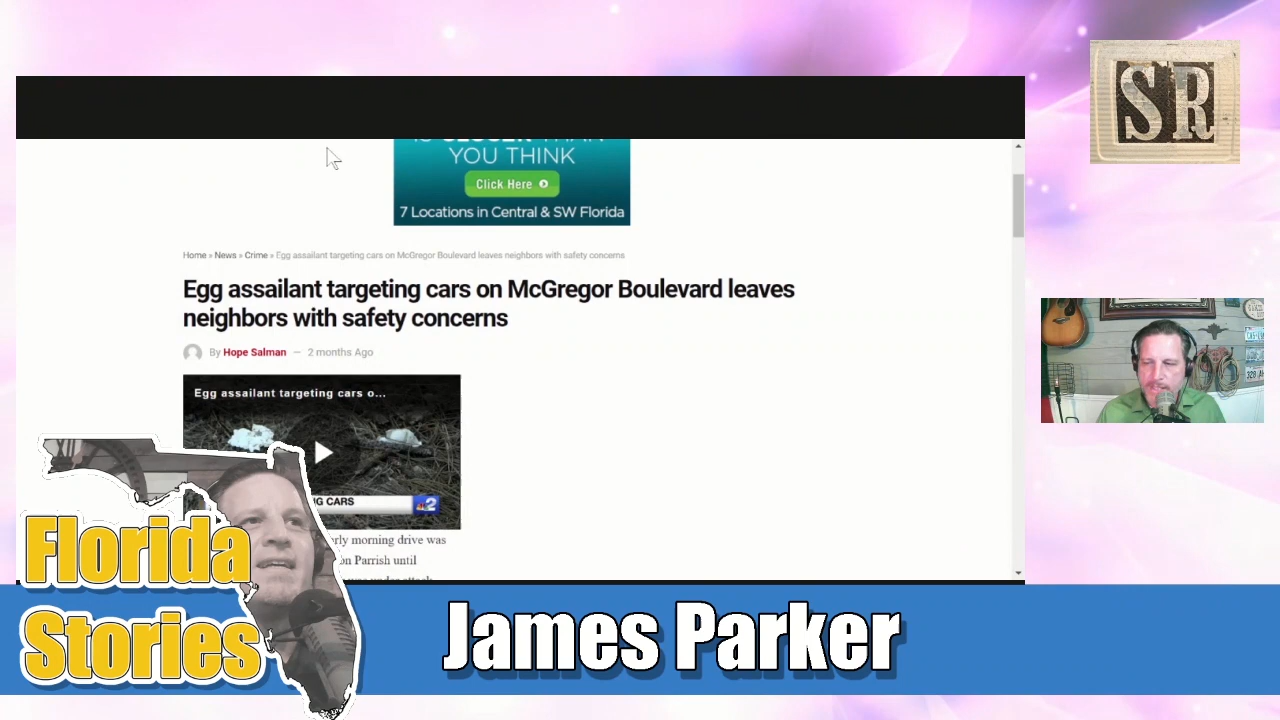 YOU THINK
Click Here
7 Locations in Central & SW Florida
Home » News » Crime » Egg assailant targeting cars on McGregor Boulevard leaves neighbors with safety concerns
Egg assailant targeting cars on McGregor Boulevard leaves
neighbors with safety concerns
By Hope Salman — 2 months Ago
Egg assailant targeting cars o...
G CARS
2
rly morning drive was
on Parrish until
SR
Florida
Stories
James Parker